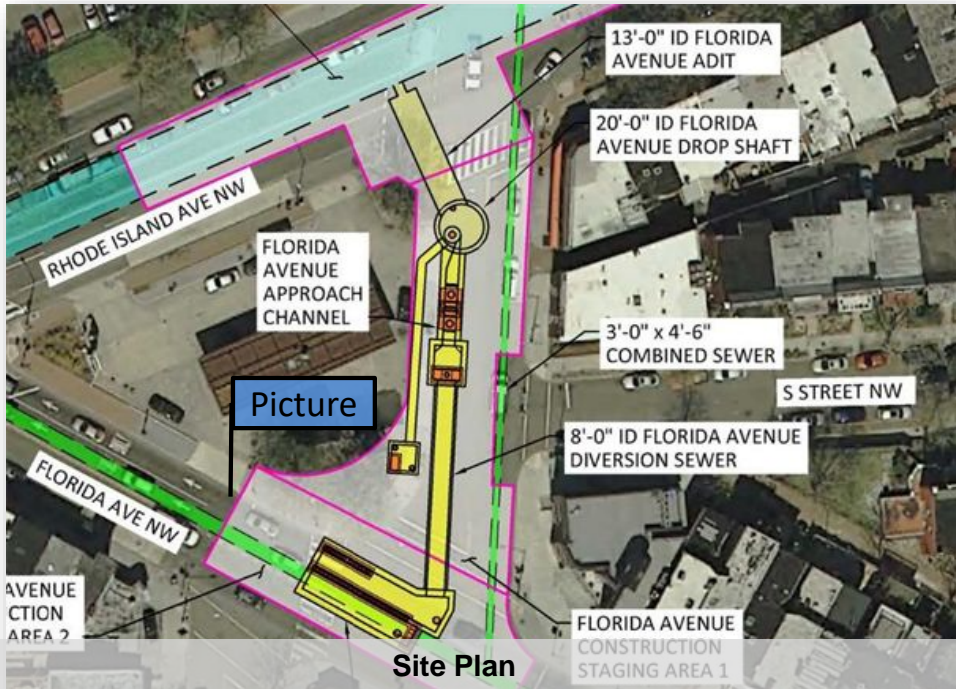 13'-0" ID FLORIDA
AVENUE ADIT
20'-0" ID FLORIDA
AVENUE DROP SHAFT
RHODE ISLAND AVE NW
FLORIDA
AVENUE
APPROACH
CHANNEL
3'-0" x 4'-6"
COMBINED SEWER
S STREET NW
Picture
8'-0" ID FLORIDA AVENUE
DIVERSION SEWER
FLORIDA AVE NW
AVENUE
CTION
AREA 2
FLORIDA AVENUE
CONSTRUCTION
STAGING AREA 1
Site Plan